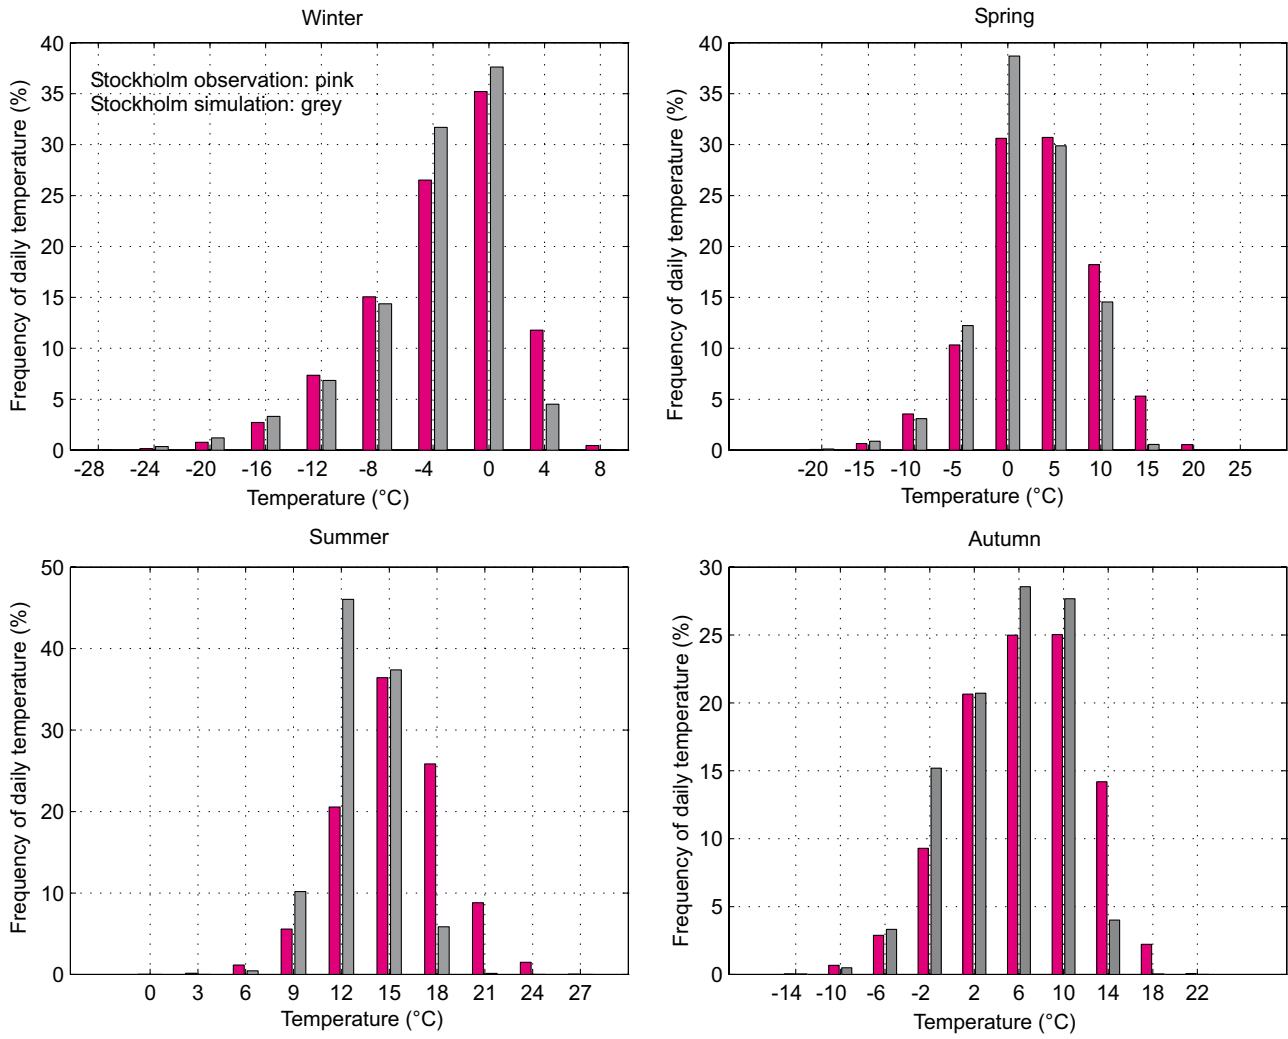 Winter
Frequency of daily temperature (%)
40
35
30
25
20
15
10
5
0
Stockholm observation: pink
Stockholm simulation: grey
-28 -24 -20 -16 -12 -8 -4 0 4 8
Temperature (°C)
Spring
Frequency of daily temperature (%)
40
35
30
25
20
15
10
5
0
-20 -15 -10 -5 0 5 10 15 20 25
Temperature (°C)
Summer
Frequency of daily temperature (%)
50
40
30
20
10
0
0 3 6 9 12 15 18 21 24 27
Temperature (°C)
Autumn
Frequency of daily temperature (%)
30
25
20
15
10
5
0
-14 -10 -6 -2 2 6 10 14 18 22
Temperature (°C)